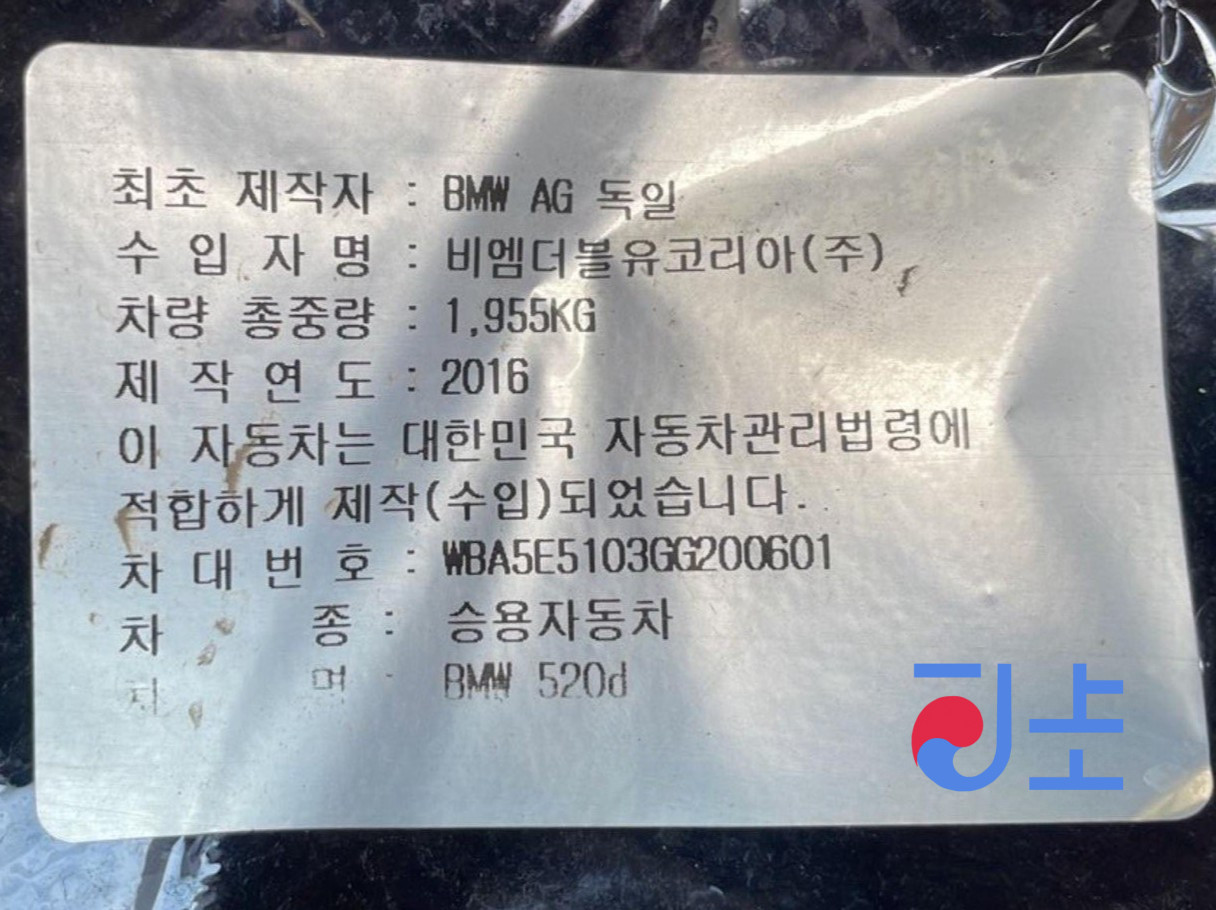 최초 제작자 : BMW AG 독일
수 입 자 명 : 비엠더블유코리아(주)
차량 총중량 : 1,955KG
제 작 연 도 : 2016
이 자동차는 대한민국 자동차관리법령에
적합하게 제작(수입)되었습니다.
차 대 번 호 : WBA5E5103GG200601
차 종 : 승용자동차
BMW 520d